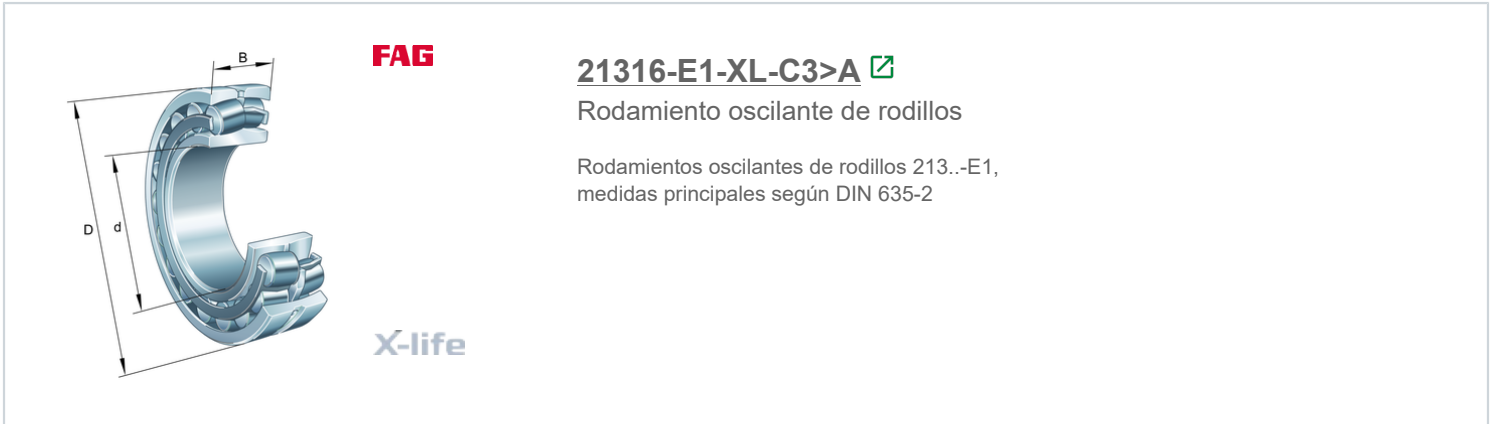 B
FAG
21316-E1-XL-C3>A
Rodamiento oscilante de rodillos
Rodamientos oscilantes de rodillos 213..-E1,
medidas principales según DIN 635-2
D
d
X-life